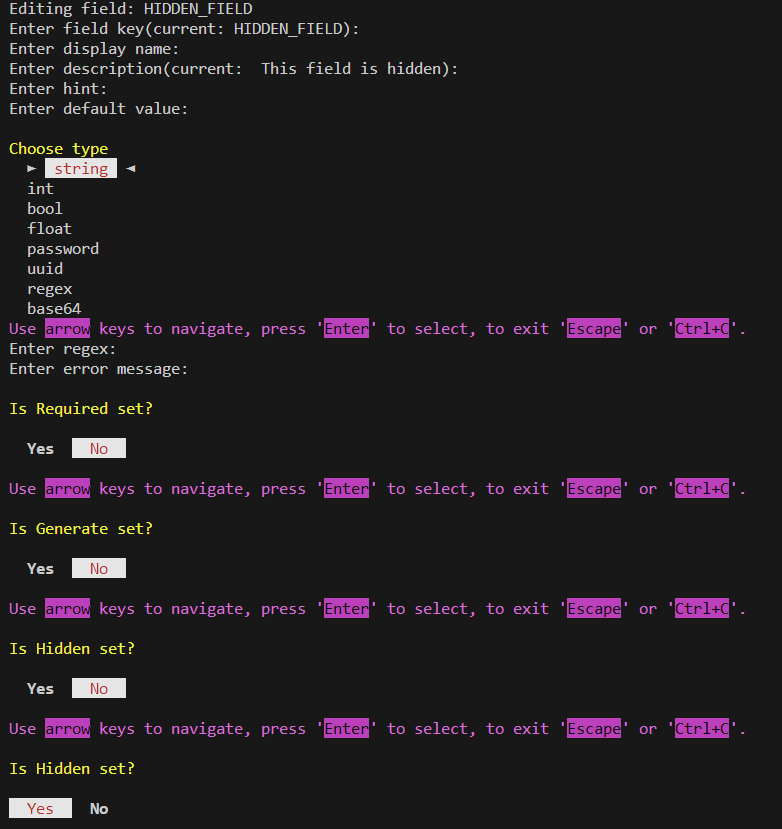 Editing field: HIDDEN_FIELD
Enter field key(current: HIDDEN_FIELD):
Enter display name:
Enter description(current:  This field is hidden):
Enter hint:
Enter default value:
Choose type
► string ◄
int
bool
float
password
uuid
regex
base64
Use arrow keys to navigate, press 'Enter' to select, to exit 'Escape' or 'Ctrl+C'.
Enter regex:
Enter error message:
Is Required set?
Yes No
Use arrow keys to navigate, press 'Enter' to select, to exit 'Escape' or 'Ctrl+C'.
Is Generate set?
Yes No
Use arrow keys to navigate, press 'Enter' to select, to exit 'Escape' or 'Ctrl+C'.
Is Hidden set?
Yes No
Use arrow keys to navigate, press 'Enter' to select, to exit 'Escape' or 'Ctrl+C'.
Is Hidden set?
Yes No